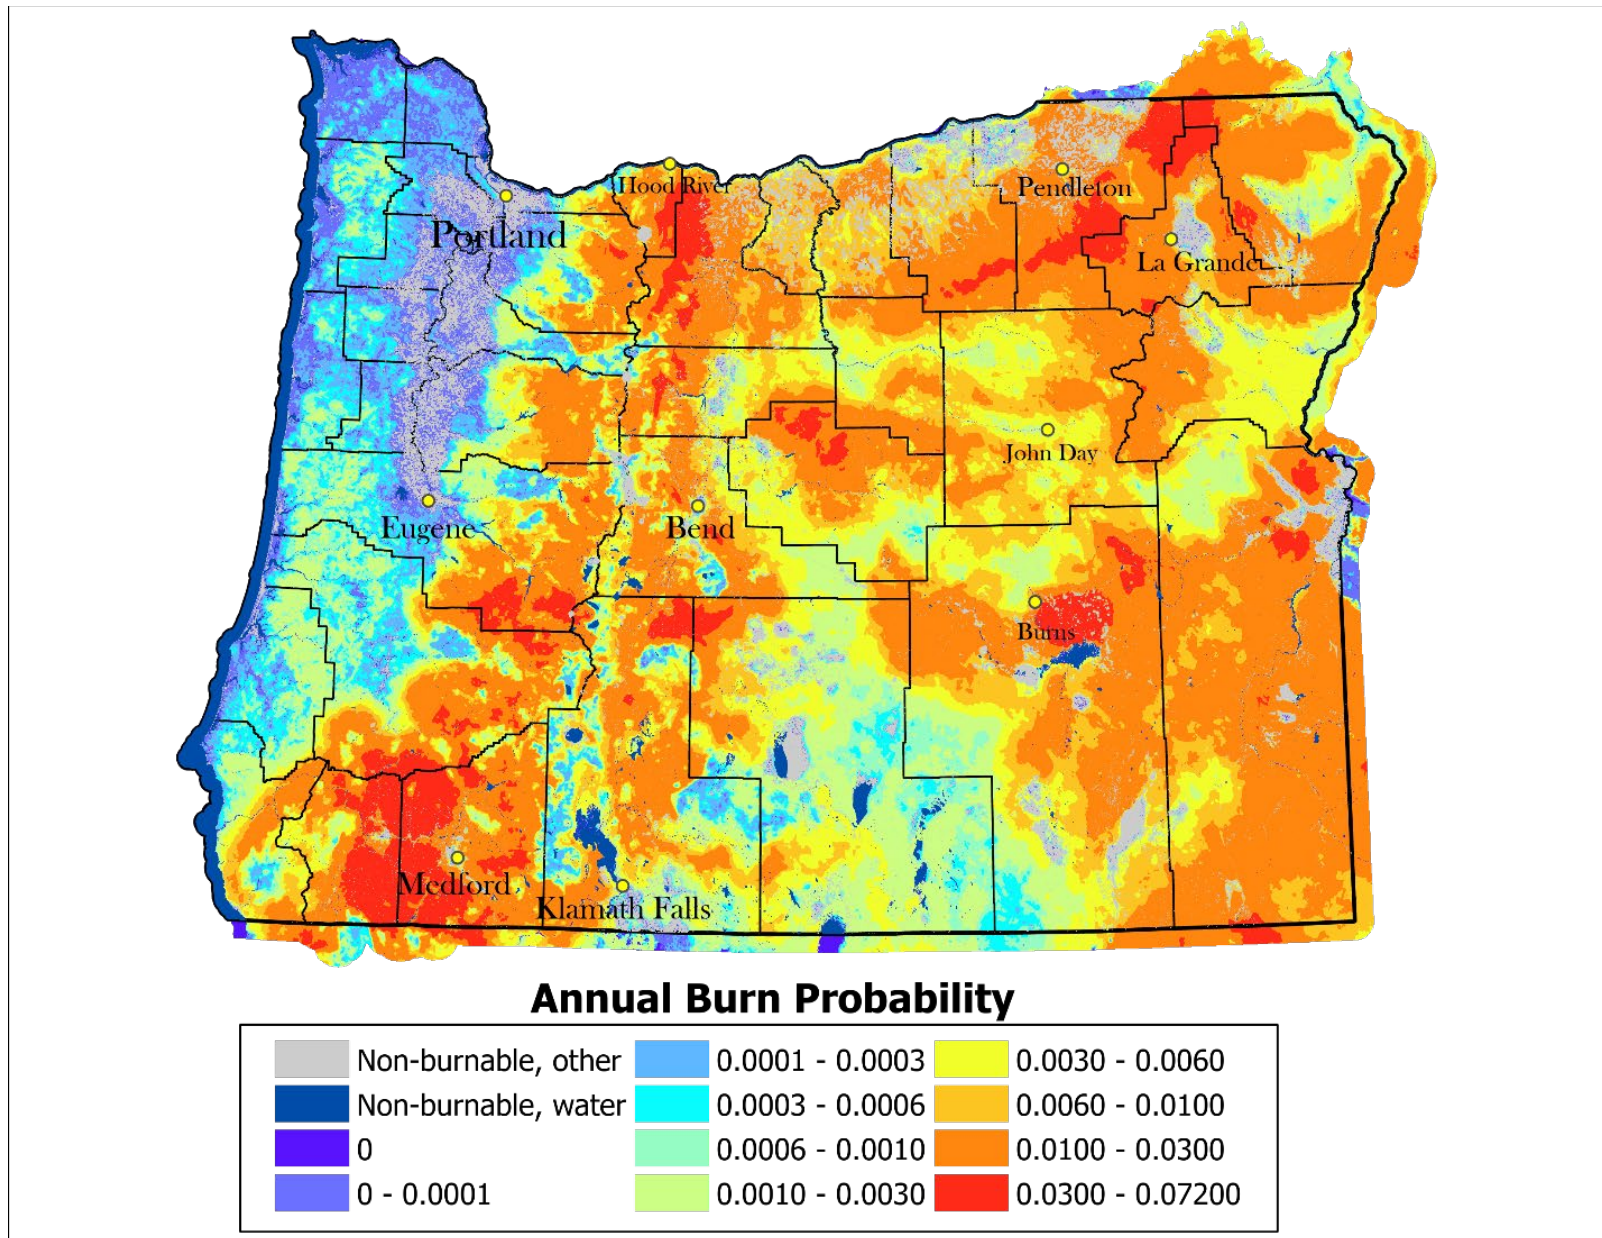 Hood River
Pendleton
Portland
La Grande
John Day
Eugene
Bend
Burns
Medford
Klamath Falls
Annual Burn Probability
Non-burnable, other
Non-burnable, water
0
0 - 0.0001
0.0001 - 0.0003
0.0003 - 0.0006
0.0006 - 0.0010
0.0010 - 0.0030
0.0030 - 0.0060
0.0060 - 0.0100
0.0100 - 0.0300
0.0300 - 0.07200